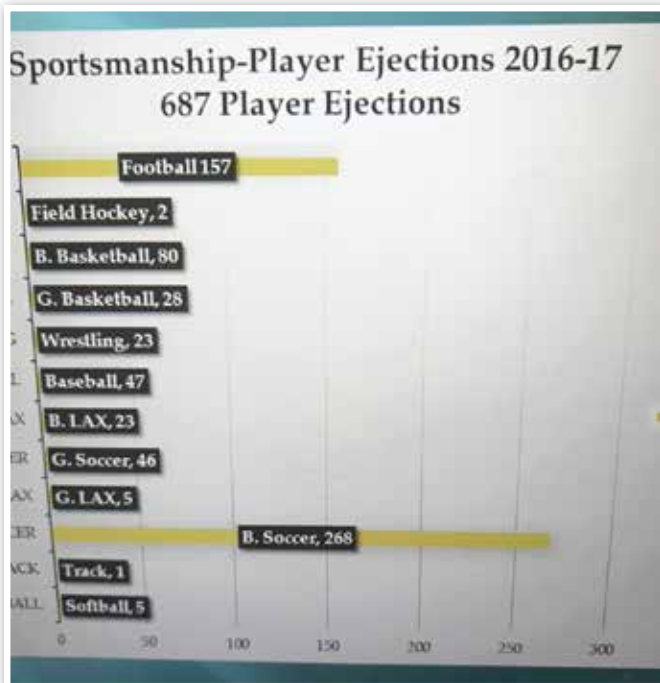 Sportsmanship-Player Ejections 2016-17
687 Player Ejections
Football 157
Field Hockey, 2
B. Basketball, 80
G. Basketball, 28
Wrestling, 23
Baseball, 47
B. LAX, 23
G. Soccer, 46
G. LAX, 5
B. Soccer, 268
Track, 1
Softball, 5
0 50 100 150 200 250 300